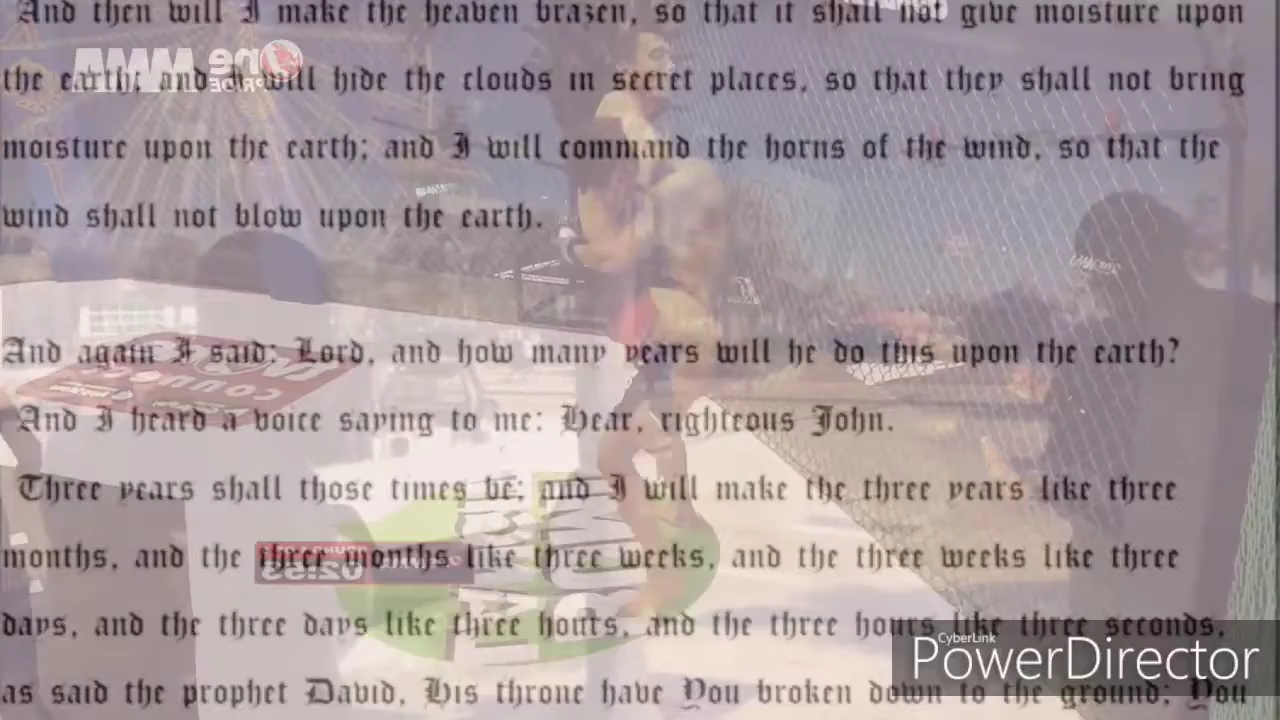 And then will I make the heaven brazen, so that it shall not give moisture upon
the earth; and I will hide the clouds in secret places, so that they shall not bring
moisture upon the earth; and I will command the horns of the wind, so that the
wind shall not blow upon the earth.
And again I said: Lord, and how many years will he do this upon the earth?
And I heard a voice saying to me: Hear, righteous John.
Three years shall those times be; and I will make the three years like three
months, and the three months like three weeks, and the three weeks like three
days, and the three days like three hours, and the three hours like three seconds,
as said the prophet David, His throne have You broken down to the ground; You
One PRIDE
MMA
02:55
CyberLink
PowerDirector